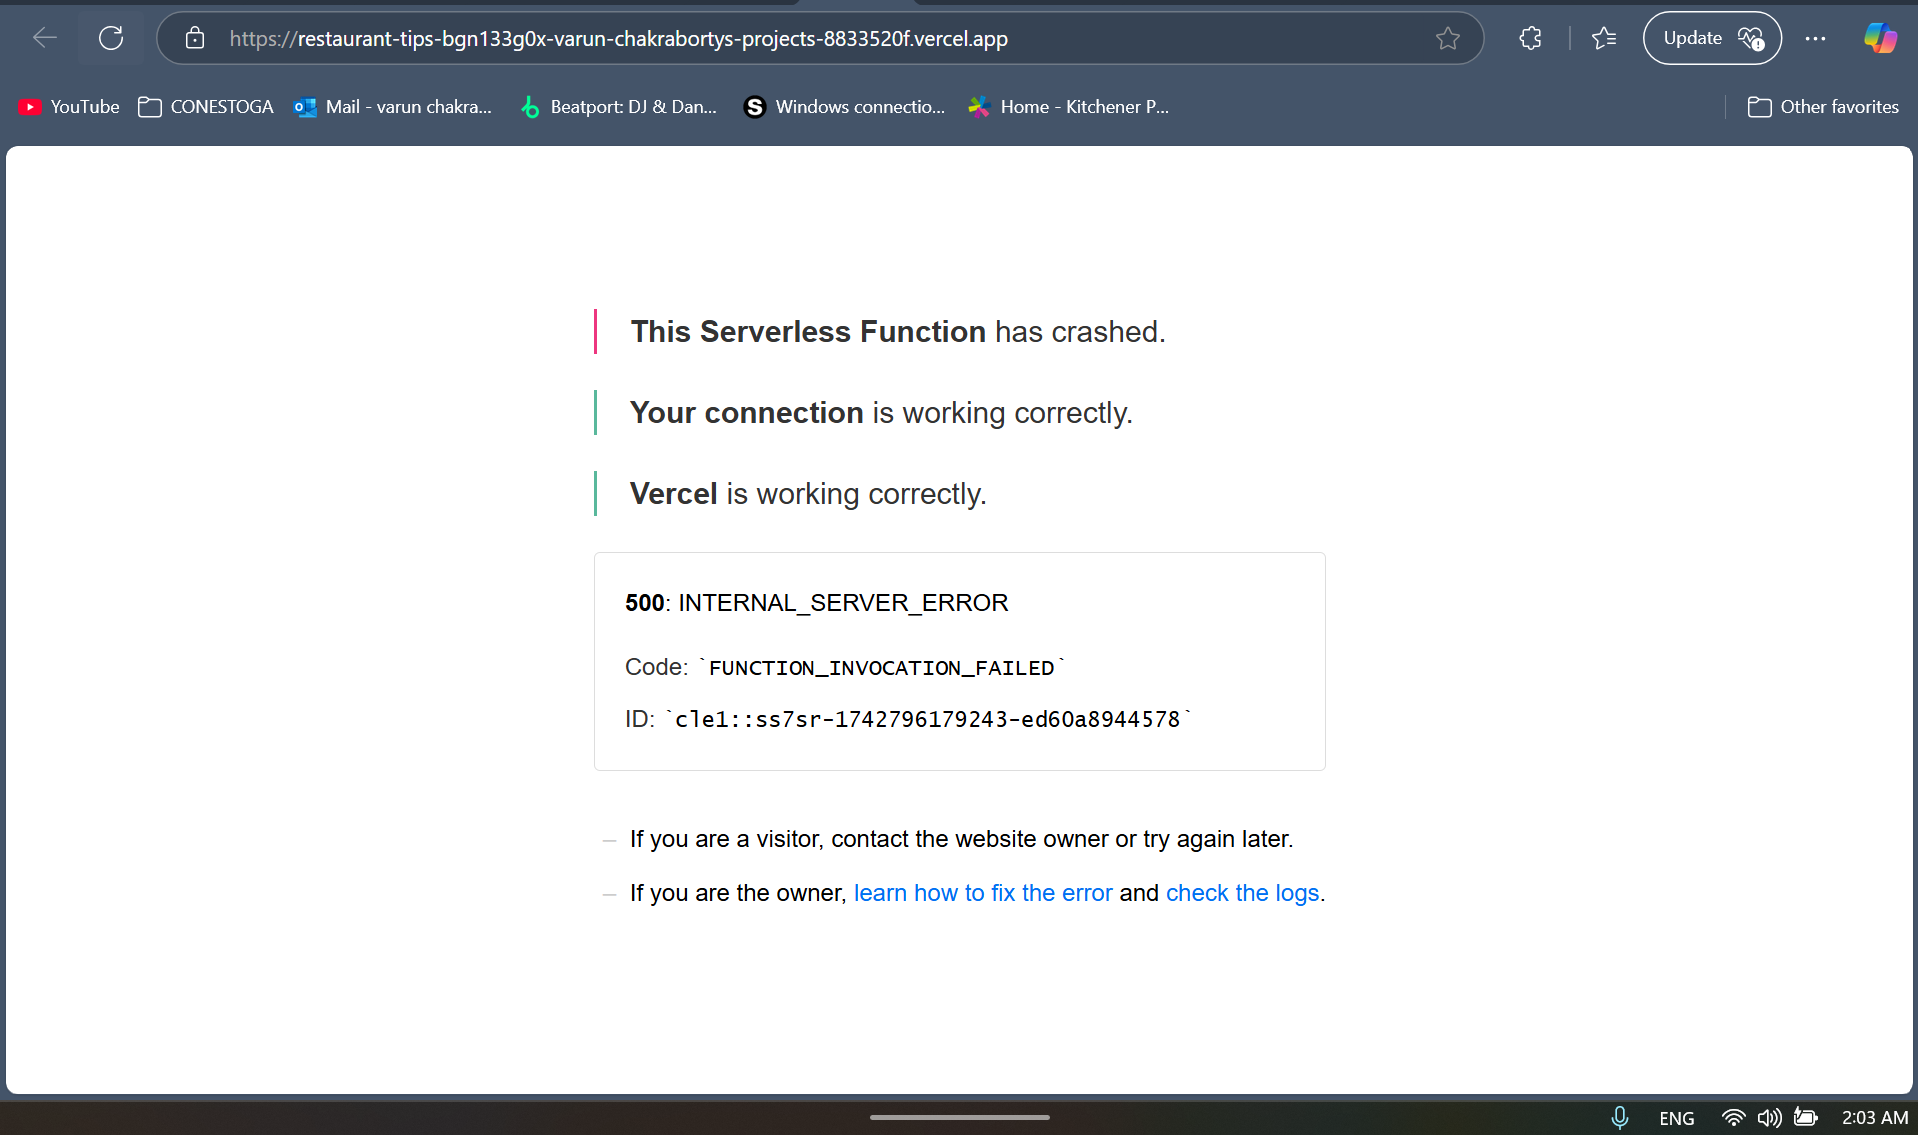 https://restaurant-tips-bgn133g0x-varun-chakrabortys-projects-8833520f.vercel.app
Update
YouTube CONESTOGA Mail - varun chakra... Beatport: DJ & Dan... Windows connectio... Home - Kitchener P... Other favorites
This Serverless Function has crashed.
Your connection is working correctly.
Vercel is working correctly.
500: INTERNAL_SERVER_ERROR
Code: `FUNCTION_INVOCATION_FAILED`
ID: `cle1::ss7sr-1742796179243-ed60a8944578`
– If you are a visitor, contact the website owner or try again later.
– If you are the owner, learn how to fix the error and check the logs.
ENG 2:03 AM